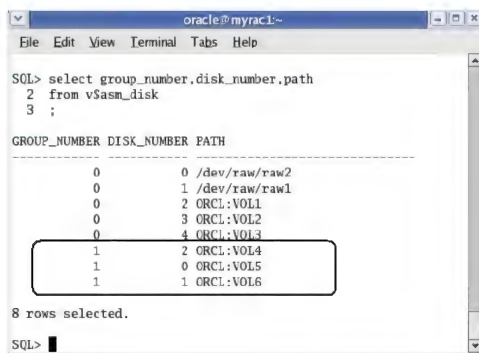 oracle@myrac1:~
File Edit View Terminal Tabs Help
SQL> select group_number,disk_number,path
2 from v$asm_disk
3 ;
GROUP_NUMBER DISK_NUMBER PATH
------------ ----------- ------------------------------
0 0 /dev/raw/raw2
0 1 /dev/raw/raw1
0 2 ORCL:VOL1
0 3 ORCL:VOL2
0 4 ORCL:VOL3
1 2 ORCL:VOL4
1 0 ORCL:VOL5
1 1 ORCL:VOL6
8 rows selected.
SQL>